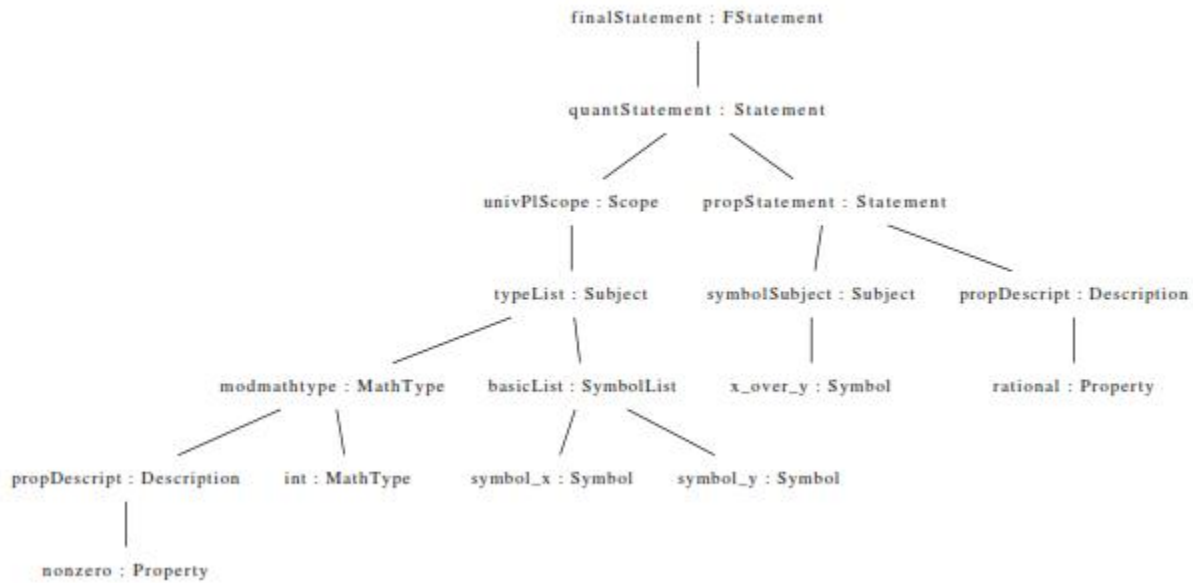 finalStatement : FStatement
quantStatement : Statement
univPlScope : Scope propStatement : Statement
typeList : Subject symbolSubject : Subject propDescript : Description
modmathtype : MathType basicList : SymbolList x_over_y : Symbol rational : Property
propDescript : Description int : MathType symbol_x : Symbol symbol_y : Symbol
nonzero : Property